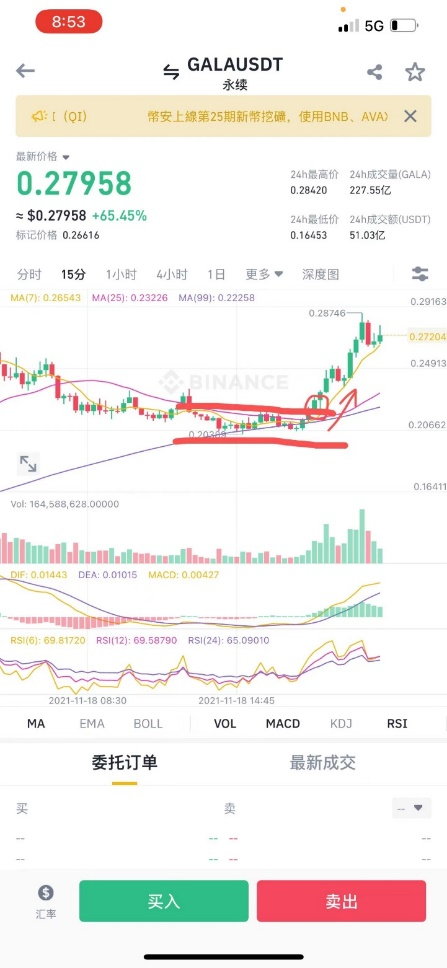 8:53
5G
GALAUSDT
永续
（QI） 幣安上線第25期新幣挖礦，使用BNB、AVA
最新价格
0.27958
≈ $0.27958 +65.45%
标记价格 0.26616
24h最高价 24h成交量(GALA)
0.28420 227.55亿
24h最低价 24h成交额(USDT)
0.16453 51.03亿
分时 15分 1小时 4小时 1日 更多 深度图
MA(7): 0.26543 MA(25): 0.23226 MA(99): 0.22258
0.29163
0.28746
0.27204
0.24913
BINANCE
0.20662
0.16411
Vol: 164,588,628.00000
DIF: 0.01443 DEA: 0.01015 MACD: 0.00427
RSI(6): 69.81720 RSI(12): 69.58790 RSI(24): 65.09010
2021-11-18 08:30 2021-11-18 14:45
MA EMA BOLL VOL MACD KDJ RSI
委托订单 最新成交
买 卖 --
-- -- --
-- -- --
汇率 买入 卖出